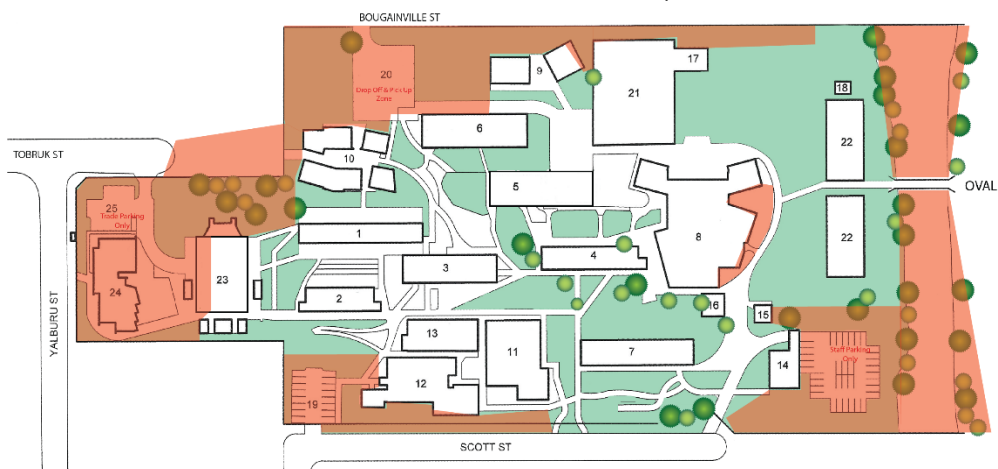 BOUGAINVILLE ST
17
9
20
Drop Off & Pick Up
Zone
21
18
6
22
TOBRUK ST
10
5
OVAL
25
Trade Parking
Only
1
8
22
4
3
23
24
2
16
15
YALBURU ST
13
11
7
Staff Parking
Only
14
12
19
SCOTT ST